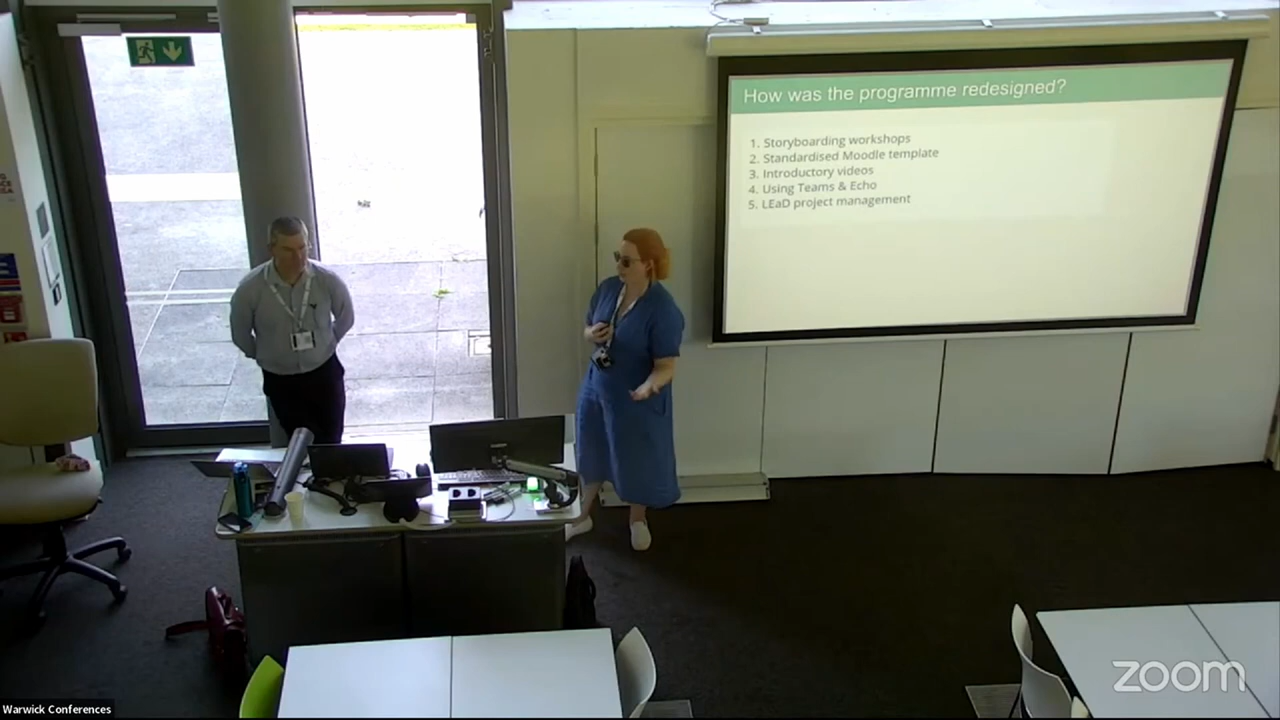 How was the programme redesigned?
1. Storyboarding workshops
2. Standardised Moodle template
3. Introductory videos
4. Using Teams & Echo
5. LEaD project management
Warwick Conferences
zoom